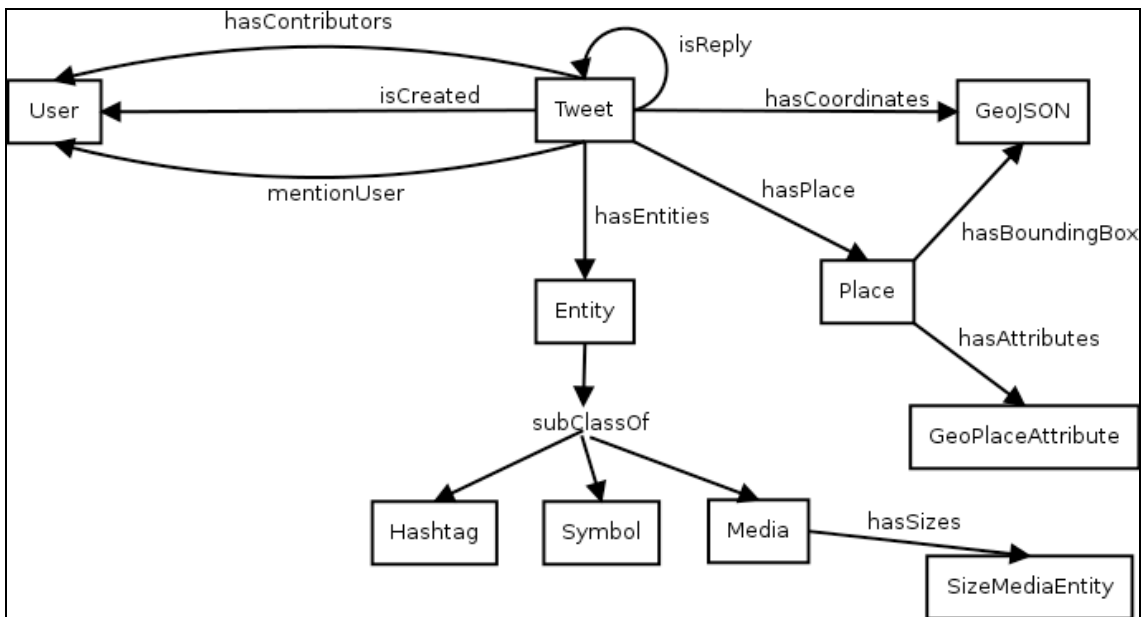 hasContributors
isReply
User
isCreated
Tweet
hasCoordinates
GeoJSON
mentionUser
hasPlace
hasEntities
hasBoundingBox
Place
Entity
hasAttributes
subClassOf
GeoPlaceAttribute
Hashtag
Symbol
Media
hasSizes
SizeMediaEntity